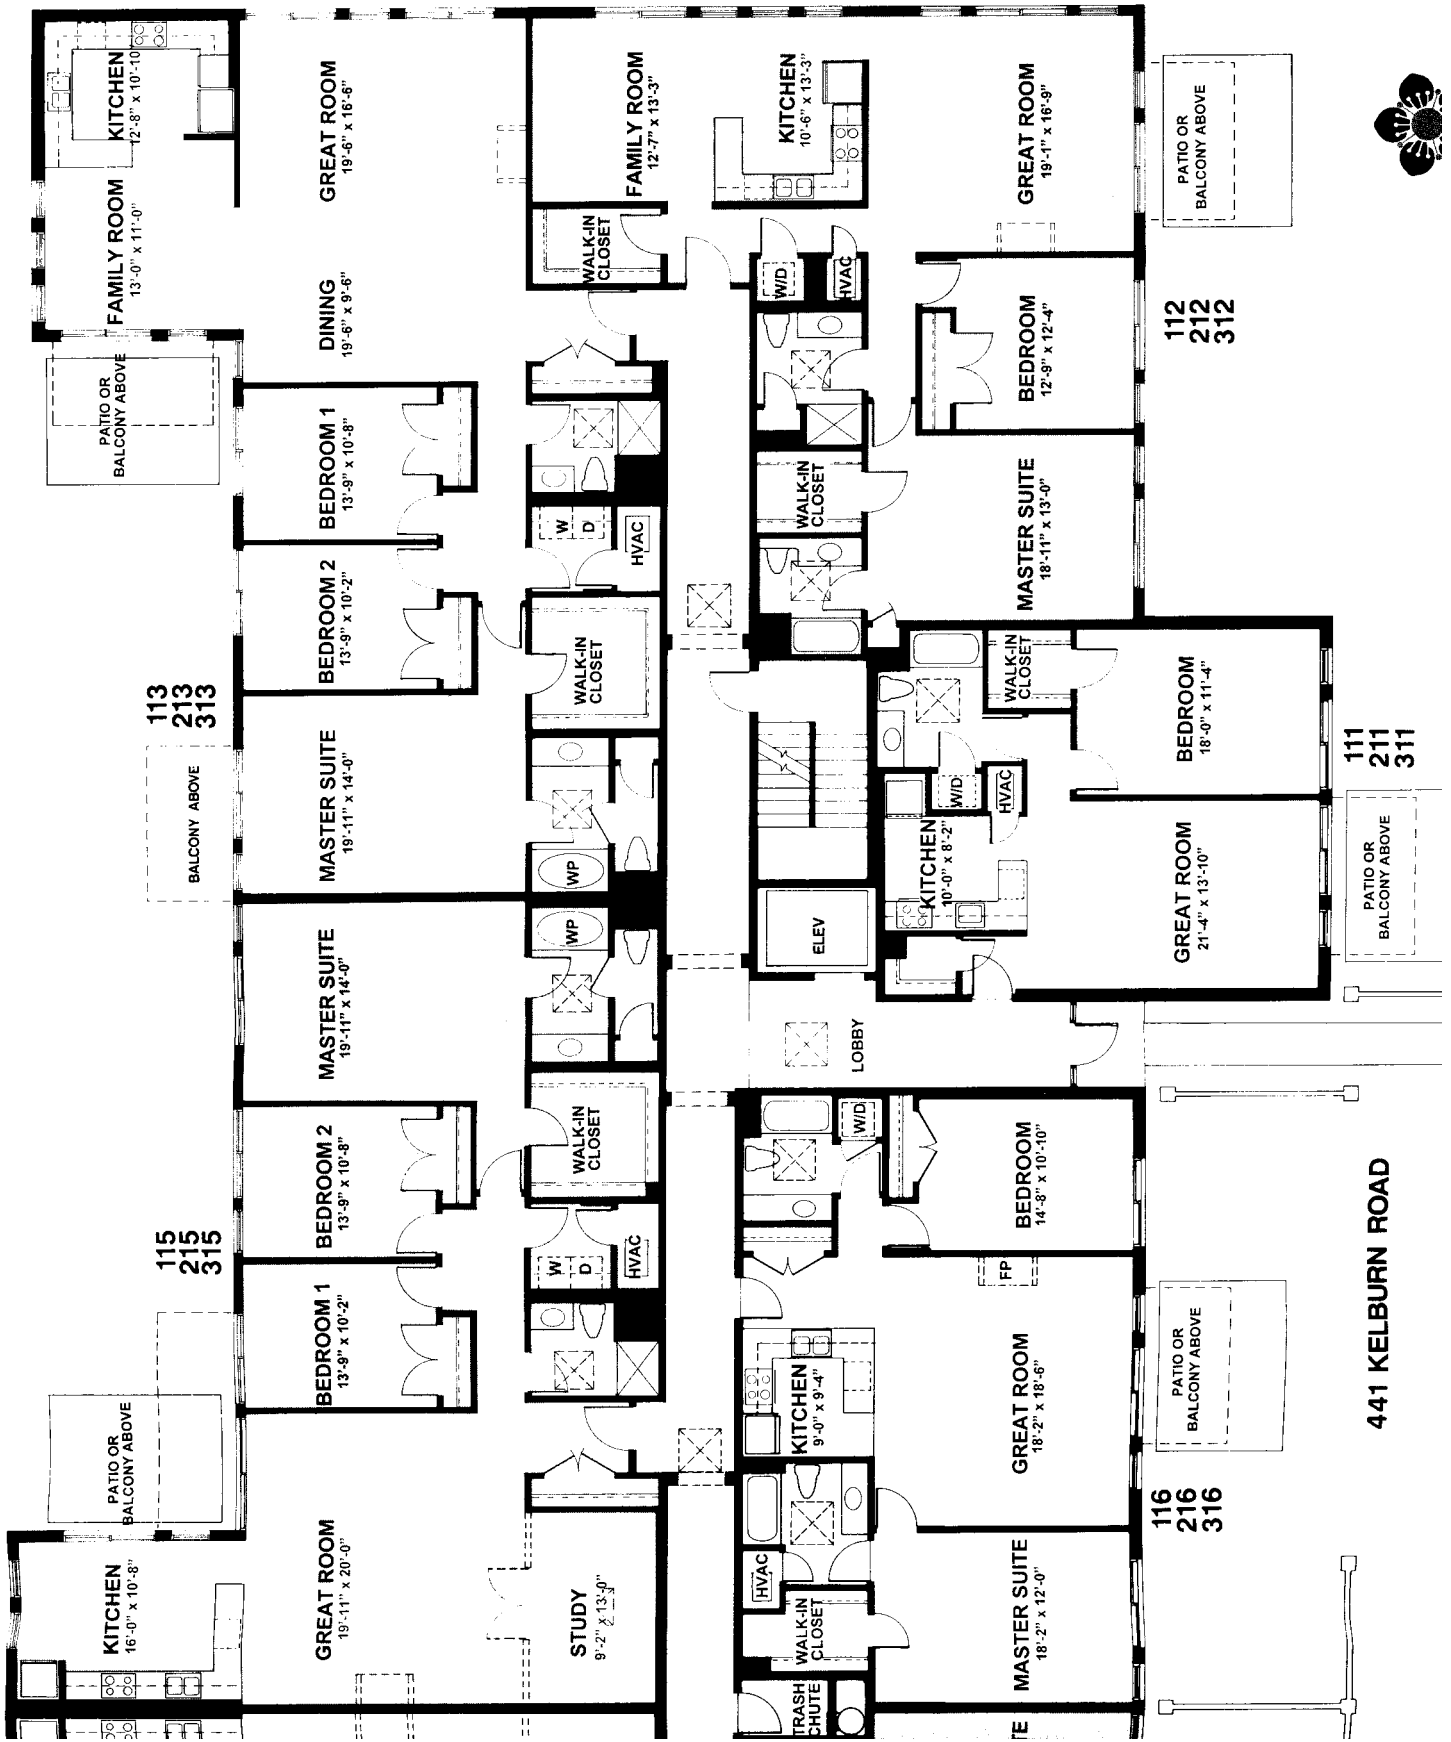 KITCHEN
12'-8" x 10'-10
FAMILY ROOM
13'-0" x 11'-0"
GREAT ROOM
19'-6" x 16'-6"
DINING
19'-6" x 9'-6"
PATIO OR
BALCONY ABOVE
BEDROOM 1
13'-9" x 10'-8"
BEDROOM 2
13'-9" x 10'-2"
WALK-IN
CLOSET
W
D
HVAC
WALK-IN
CLOSET
113
213
313
BALCONY ABOVE
MASTER SUITE
19'-11" x 14'-0"
WP
FAMILY ROOM
12'-7" x 13'-3"
KITCHEN
10'-6" x 13'-3"
GREAT ROOM
19'-1" x 16'-9"
PATIO OR
BALCONY ABOVE
W/D
HVAC
BEDROOM
12'-9" x 12'-4"
112
212
312
WALK-IN
CLOSET
MASTER SUITE
18'-11" x 13'-0"
WALK-IN
CLOSET
BEDROOM
18'-0" x 11'-4"
W/D
HVAC
KITCHEN
10'-0" x 8'-2"
GREAT ROOM
21'-4" x 13'-10"
111
211
311
PATIO OR
BALCONY ABOVE
ELEV
LOBBY
WP
MASTER SUITE
19'-11" x 14'-0"
WALK-IN
CLOSET
BEDROOM 2
13'-9" x 10'-8"
115
215
315
W
D
HVAC
BEDROOM 1
13'-9" x 10'-2"
PATIO OR
BALCONY ABOVE
KITCHEN
16'-0" x 10'-8"
GREAT ROOM
19'-11" x 20'-0"
STUDY
9'-2" x 13'-0"
W/D
BEDROOM
14'-8" x 10'-10"
FP
KITCHEN
9'-0" x 9'-4"
GREAT ROOM
18'-2" x 18'-6"
PATIO OR
BALCONY ABOVE
441 KELBURN ROAD
116
216
316
HVAC
WALK-IN
CLOSET
MASTER SUITE
18'-2" x 12'-0"
TRASH
CHUTE
TE